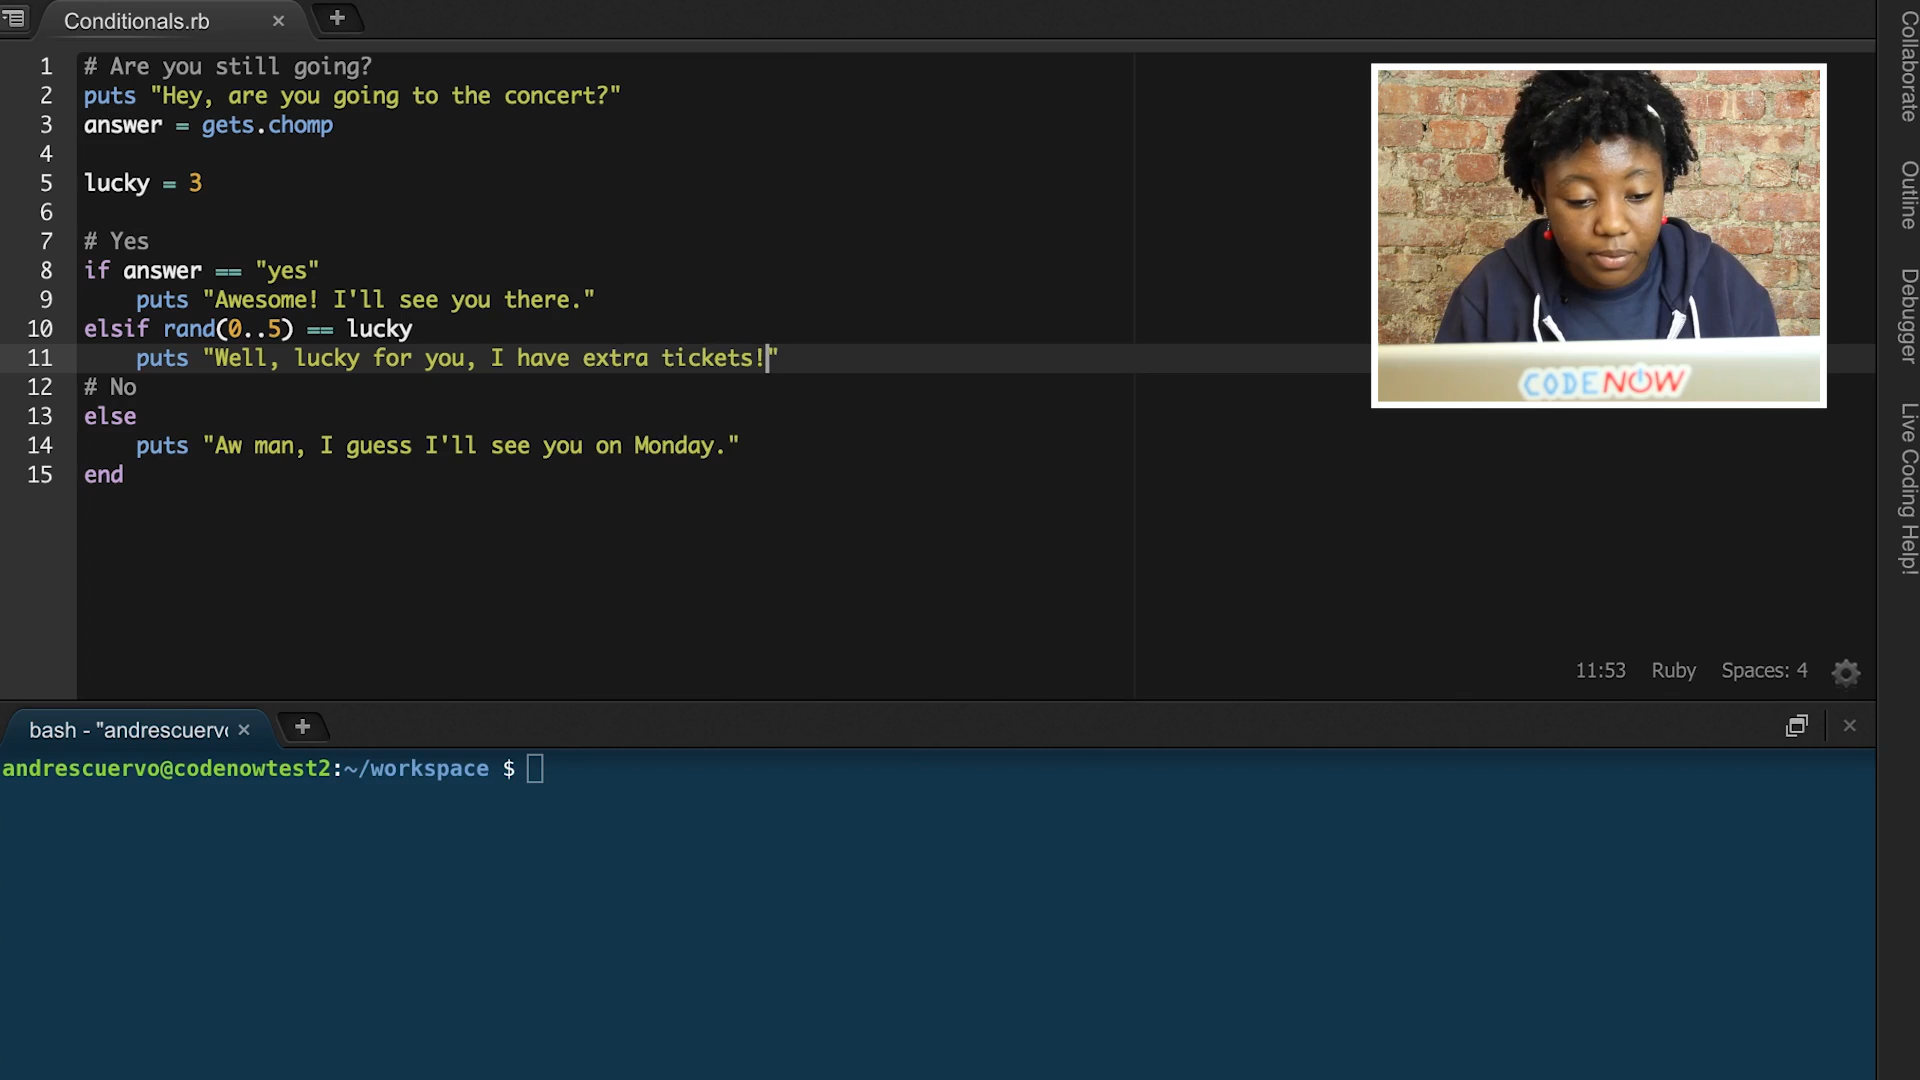 Conditionals.rb
1 # Are you still going?
2 puts "Hey, are you going to the concert?"
3 answer = gets.chomp
4
5 lucky = 3
6
7 # Yes
8 if answer == "yes"
9 puts "Awesome! I'll see you there."
10 elsif rand(0..5) == lucky
11 puts "Well, lucky for you, I have extra tickets!"
12 # No
13 else
14 puts "Aw man, I guess I'll see you on Monday."
15 end
CODENOW
Collaborate
Outline
Debugger
Live Coding Help!
11:53 Ruby Spaces: 4
bash - "andrescuerv
andrescuervo@codenowtest2:~/workspace $